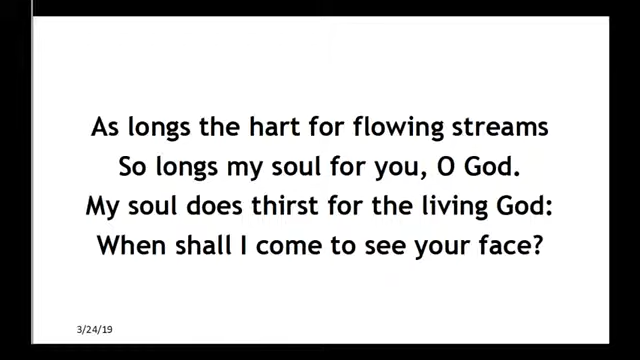 As longs the hart for flowing streams
So longs my soul for you, O God.
My soul does thirst for the living God:
When shall I come to see your face?
3/24/19